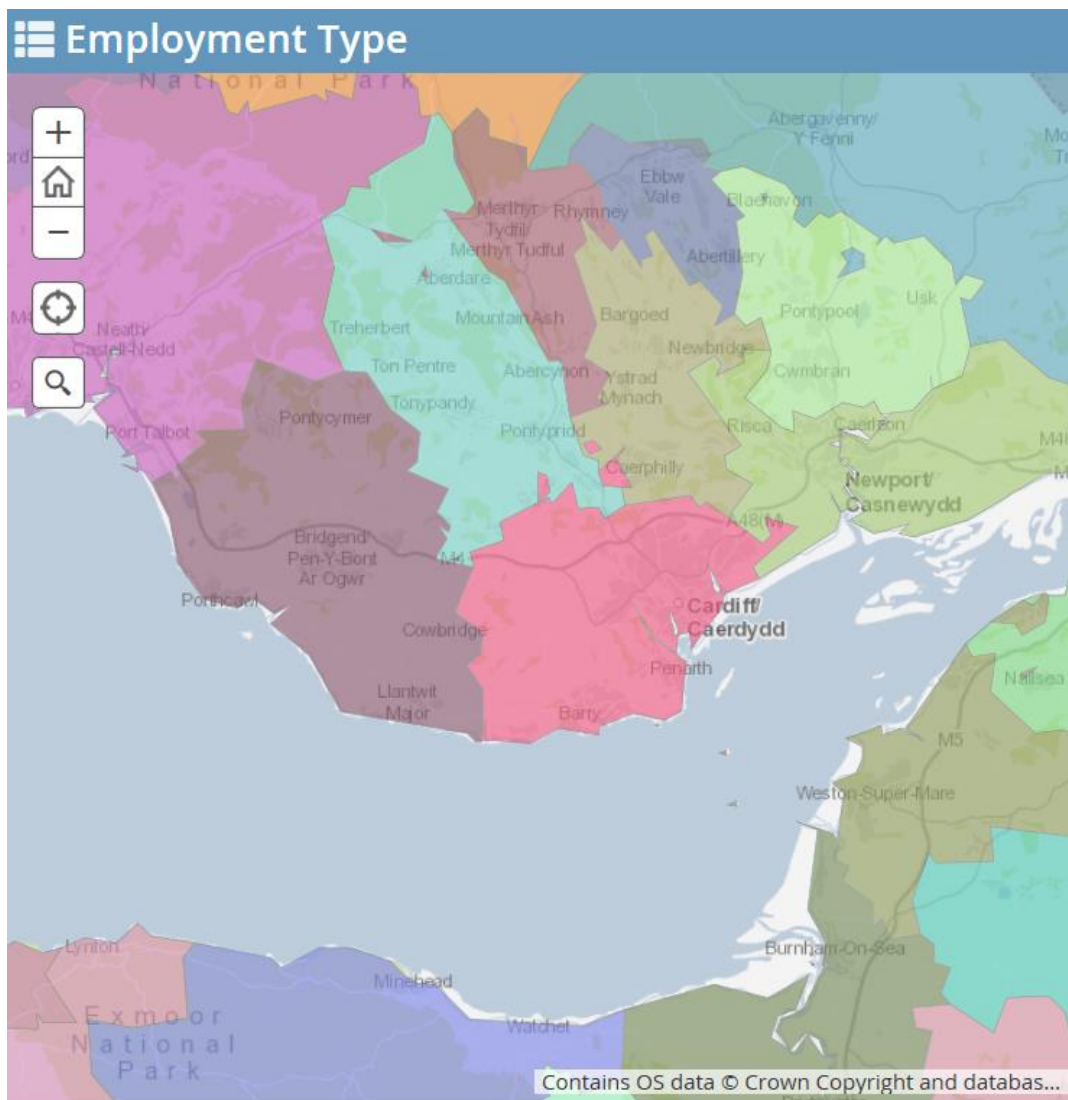 Employment Type
National Park
Abergavenny/
Y Fenni
Ebbw
Vale
Blaenavon
Merthyr
Tydfil/
Merthyr Tudful
Rhymney
Abertillery
Aberdare
Usk
Pontypool
Treherbert
Mountain Ash
Bargoed
Neath/
Castell-Nedd
Newbridge
Ton Pentre
Abercynon
Ystrad
Mynach
Cwmbran
Tonypandy
Pontycymer
Port Talbot
Pontypridd
Risca
Caerleon
M48
Caerphilly
Newport/
Casnewydd
A48(M)
Bridgend/
Pen-Y-Bont
Ar Ogwr
M4
Porthcawl
Cardiff/
Caerdydd
Cowbridge
Penarth
Nailsea
Llantwit
Major
Barry
M5
Weston-Super-Mare
Lynton
Burnham-On-Sea
Minehead
Exmoor
National
Park
Watchet
Contains OS data © Crown Copyright and databas...